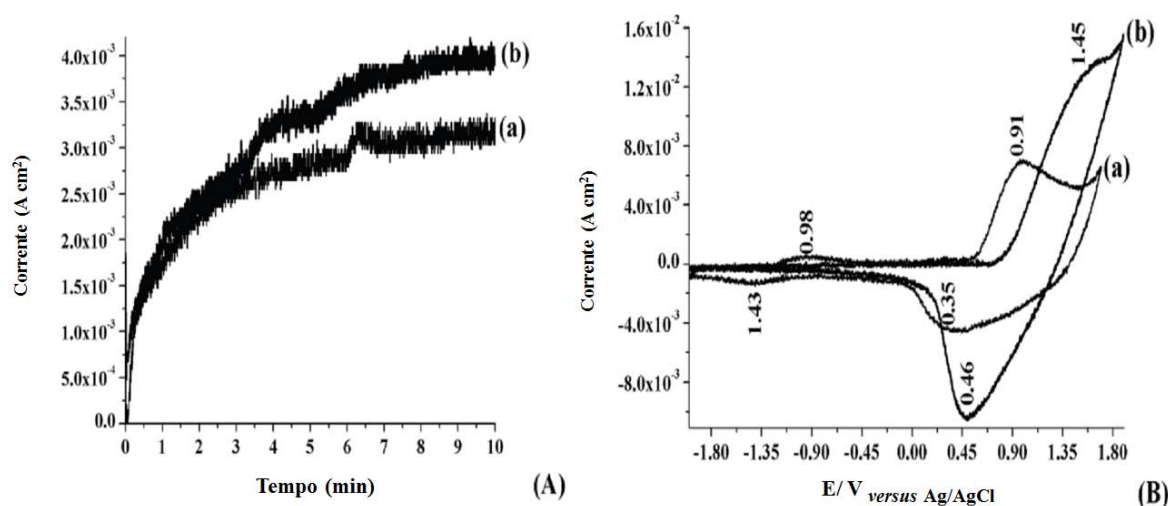 4.0x10⁻³
3.5x10⁻³
3.0x10⁻³
2.5x10⁻³
2.0x10⁻³
1.5x10⁻³
1.0x10⁻³
5.0x10⁻⁴
0.0
Corrente (A cm²)
0 1 2 3 4 5 6 7 8 9 10
Tempo (min)
(b)
(a)
(A)
1.6x10⁻²
1.2x10⁻²
8.0x10⁻³
4.0x10⁻³
0.0
-4.0x10⁻³
-8.0x10⁻³
Corrente (A cm²)
-1.80 -1.35 -0.90 -0.45 0.00 0.45 0.90 1.35 1.80
E/ V versus Ag/AgCl
1.45
(b)
0.91
(a)
0.98
1.43
0.35
0.46
(B)